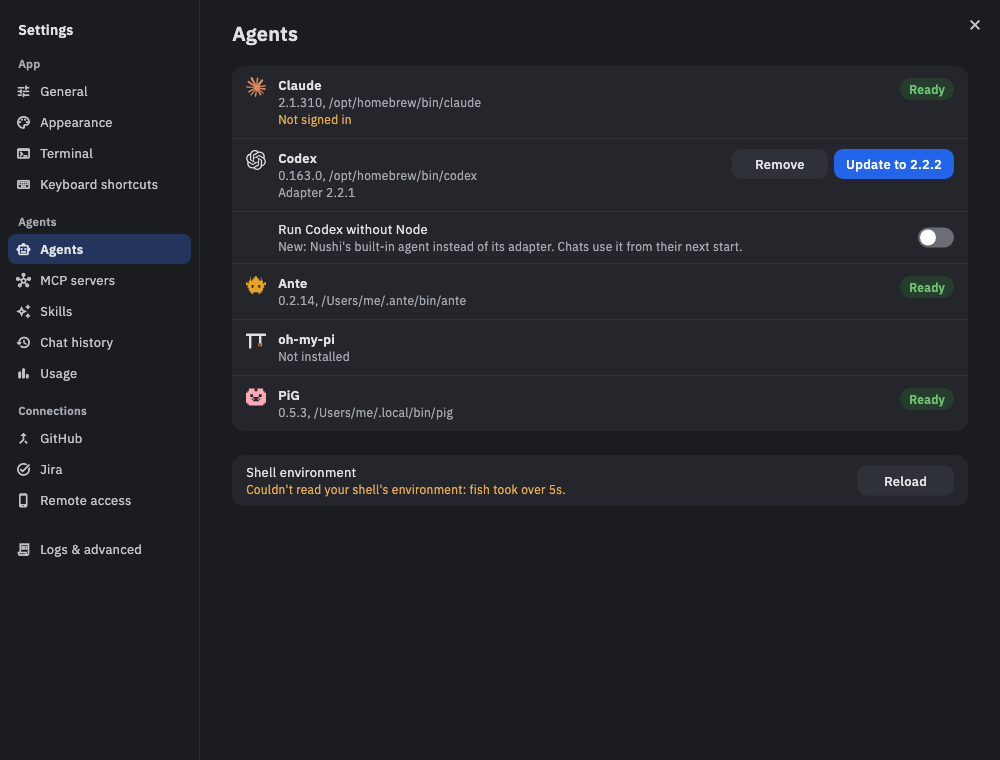 Settings
App
General
Appearance
Terminal
Keyboard shortcuts
Agents
Agents
MCP servers
Skills
Chat history
Usage
Connections
GitHub
Jira
Remote access
Logs & advanced
Agents
Claude
2.1.310, /opt/homebrew/bin/claude
Not signed in
Ready
Codex
0.163.0, /opt/homebrew/bin/codex
Adapter 2.2.1
Remove
Update to 2.2.2
Run Codex without Node
New: Nushi's built-in agent instead of its adapter. Chats use it from their next start.
Ante
0.2.14, /Users/me/.ante/bin/ante
Ready
oh-my-pi
Not installed
PiG
0.5.3, /Users/me/.local/bin/pig
Ready
Shell environment
Couldn't read your shell's environment: fish took over 5s.
Reload